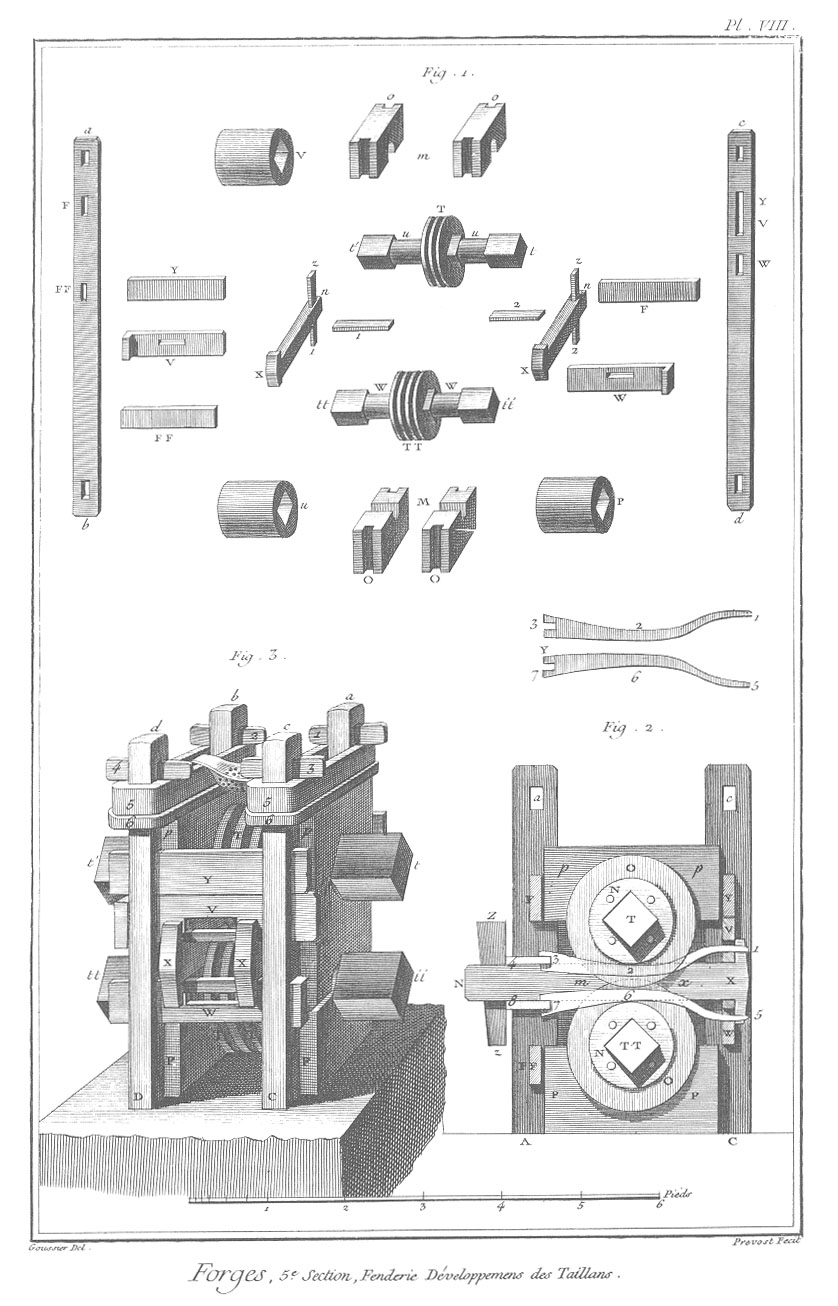 Pl. VIII.
Fig. 1.
a
o
o
c
V
m
F
Y
T
V
u
u
t'
t
W
Z
Z
Y
FF
n
n
2
F
1
V
1
2
X
X
W
W
W
tt
tt
FF
TT
M
u
P
b
O
O
d
3
2
1
Y
7
6
5
Fig. 3.
b
a
d
c
Fig. 2.
2
1
4
3
a
c
5
5
6
6
P
P
p
O
p
t'
T
t
N
Y
F
Y
T
V
V
Z
1
4
3
X
X
2
tt
tt
N
m
x
X
8
7
6
5
W
W
Z
N
TT
FF
O
P
P
P
P
D
C
A
C
1
2
3
4
5
6
Pieds
Goussier Del.
Prevost Fecit
Forges, 5e Section, Fenderie Développemens des Taillans.